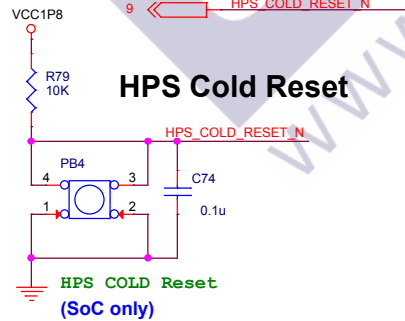 9
HPS_COLD_RESET_N
VCC1P8
R79
10K
HPS Cold Reset
HPS_COLD_RESET_N
PB4
4
3
C74
1
2
0.1u
HPS COLD Reset
(SoC only)